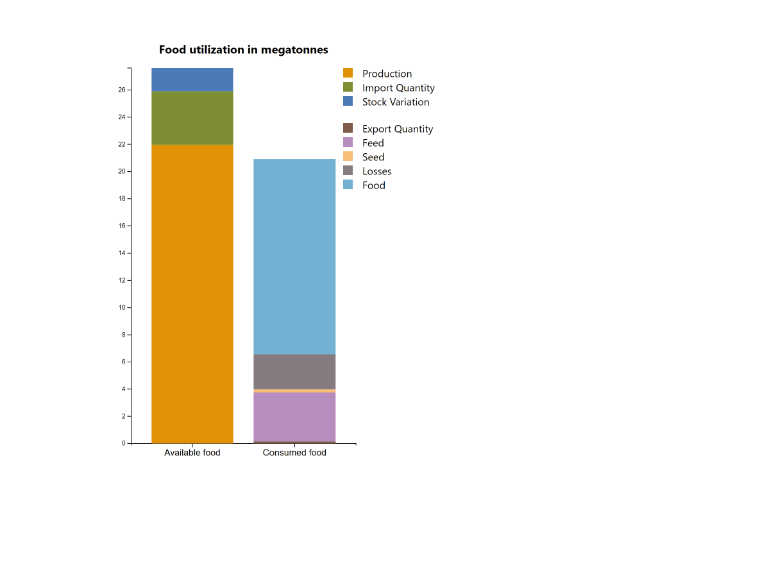 Food utilization in megatonnes
Production
Import Quantity
Stock Variation
Export Quantity
Feed
Seed
Losses
Food
26
24
22
20
18
16
14
12
10
8
6
4
2
0
Available food
Consumed food